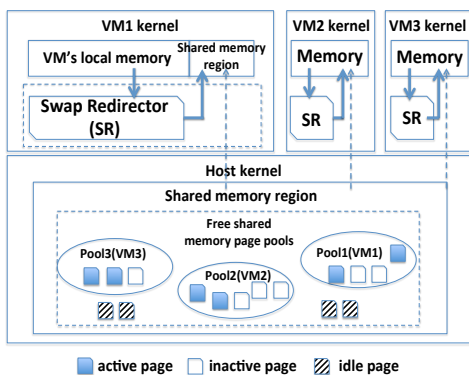 VM1 kernel
VM2 kernel
VM3 kernel
VM's local memory
Shared memory
region
Memory
Memory
Swap Redirector
(SR)
SR
SR
Host kernel
Shared memory region
Free shared
memory page pools
Pool3(VM3)
Pool2(VM2)
Pool1(VM1)
active page
inactive page
idle page